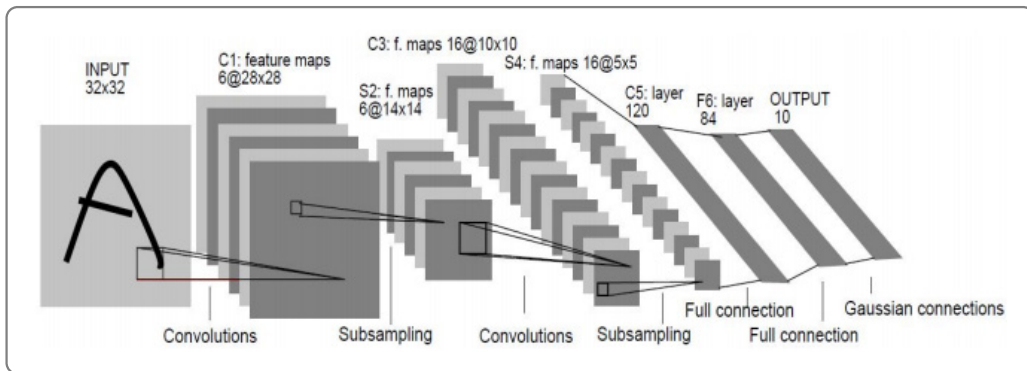 INPUT
32x32
C1: feature maps
6@28x28
S2: f. maps
6@14x14
C3: f. maps 16@10x10
S4: f. maps 16@5x5
C5: layer
120
F6: layer
84
OUTPUT
10
Convolutions
Subsampling
Convolutions
Subsampling
Full connection
Full connection
Gaussian connections